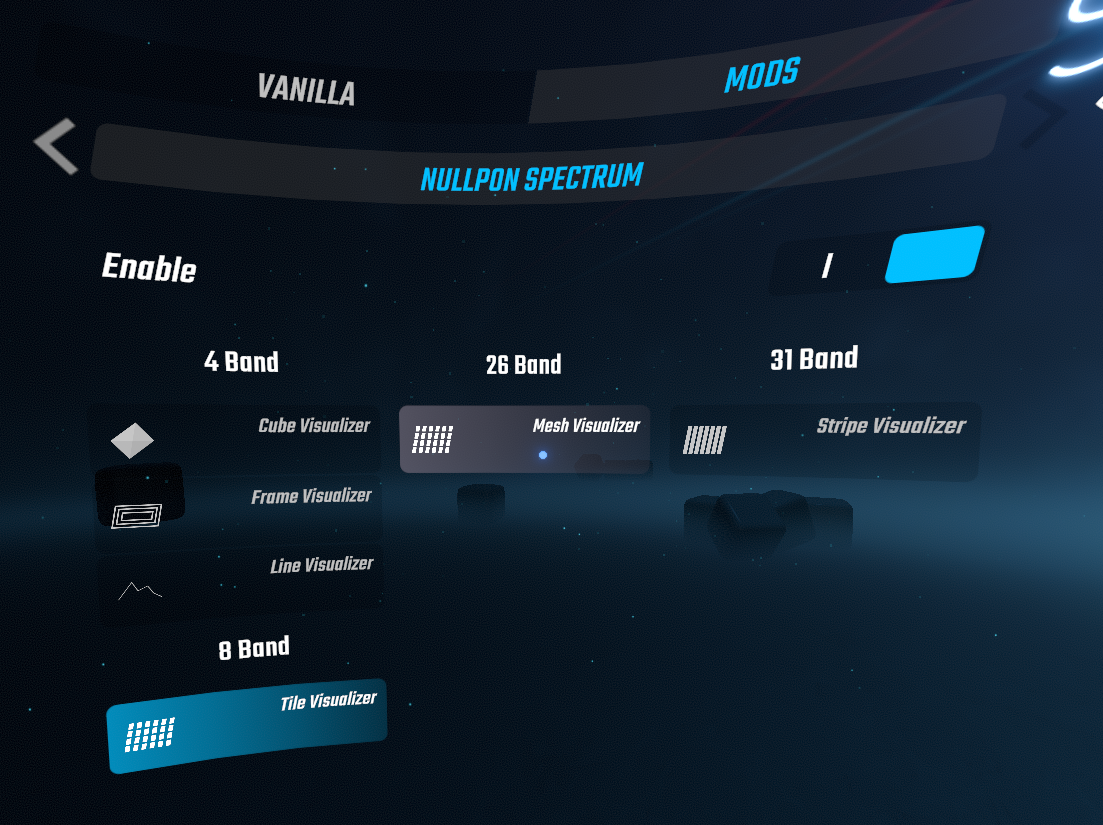 VANILLA
MODS
NULLPON SPECTRUM
Enable
I
4 Band
26 Band
31 Band
Cube Visualizer
Mesh Visualizer
Stripe Visualizer
Frame Visualizer
Line Visualizer
8 Band
Tile Visualizer